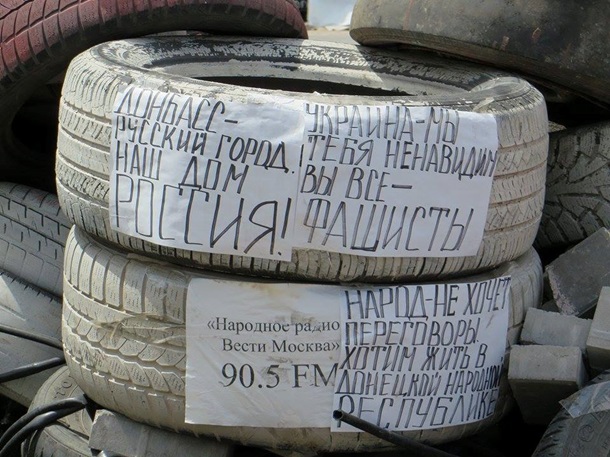 ДОНБАСС-
РУССКИЙ ГОРОД.
НАШ ДОМ
РОССИЯ!
УКРАИНА-МЫ
ТЕБЯ НЕНАВИДИМ
ВЫ ВСЕ-
ФАШИСТЫ
«Народное радио
Вести Москва»
90.5 FM
НАРОД-НЕ ХОЧЕТ
ПЕРЕГОВОРЫ.
ХОТИМ ЖИТЬ В
ДОНЕЦКОЙ НАРОДНОЙ
РЕСПУБЛИКЕ